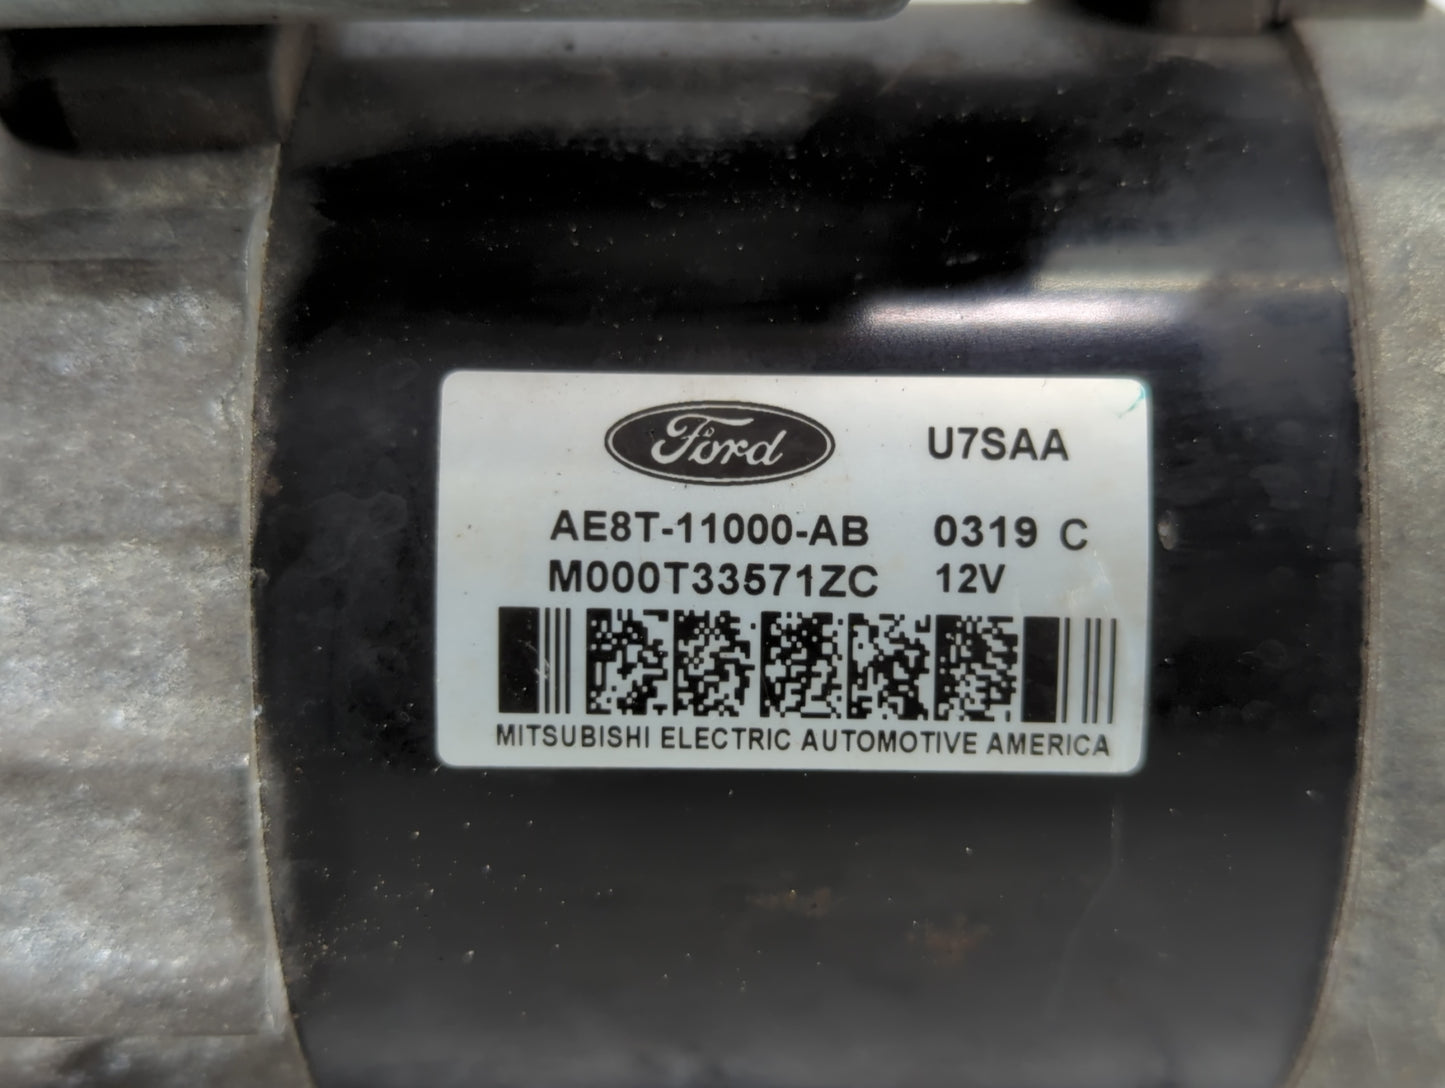 Ford U7SAA
AE8T-11000-AB 0319 C
M000T33571ZC 12V
MITSUBISHI ELECTRIC AUTOMOTIVE AMERICA